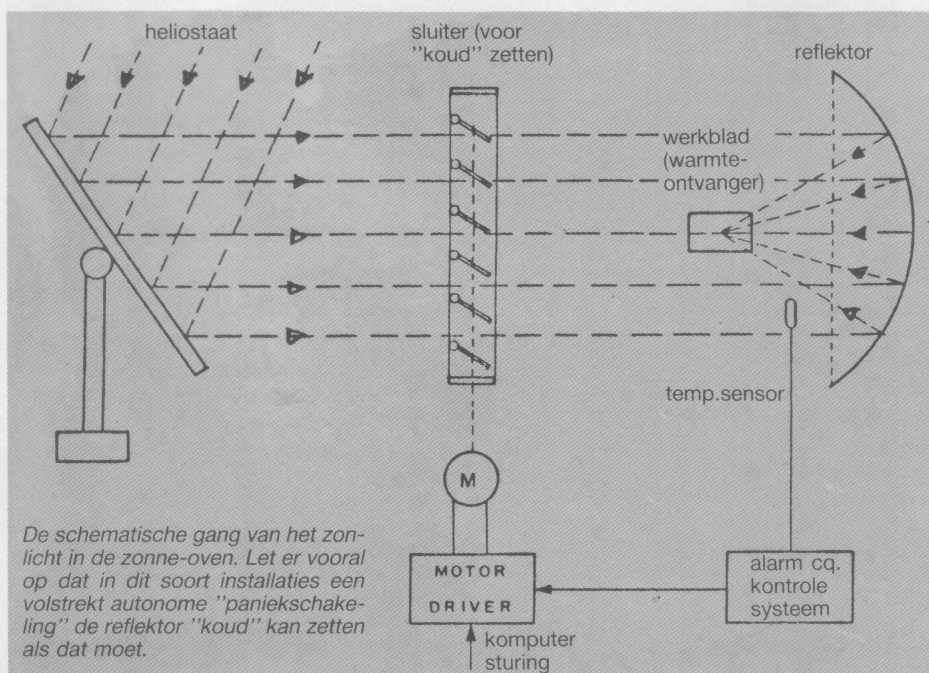 heliostaat
sluiter (voor
"koud" zetten)
reflektor
werkblad
(warmte-
ontvanger)
temp.sensor
M
De schematische gang van het zon-
licht in de zonne-oven. Let er vooral
op dat in dit soort installaties een
volstrekt autonome "paniekschake-
ling" de reflektor "koud" kan zetten
als dat moet.
MOTOR
DRIVER
alarm cq.
kontrole
systeem
komputer
sturing